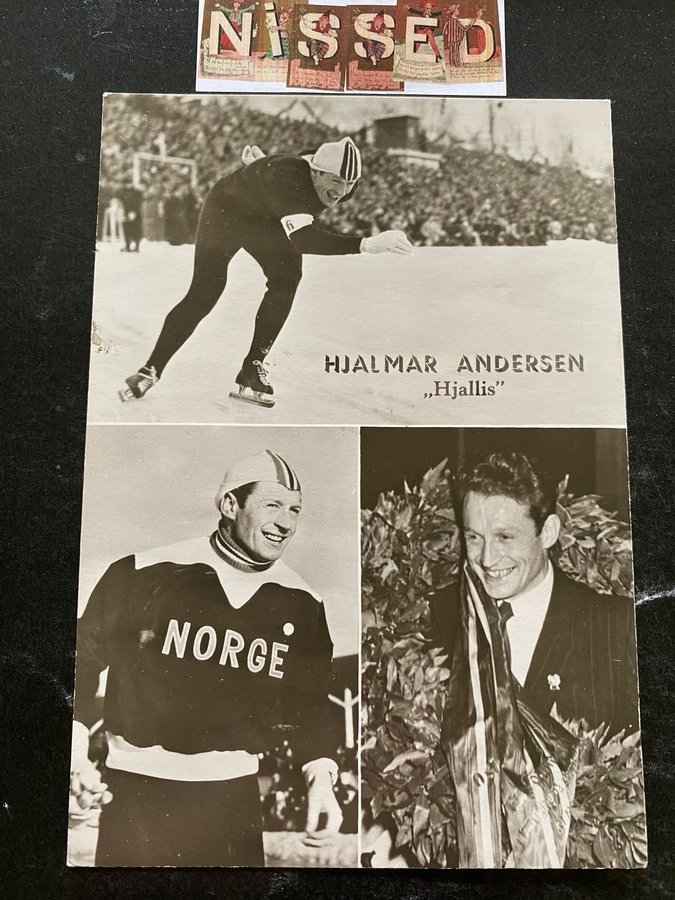 NISSED
HJALMAR ANDERSEN
„Hjallis”
NORGE